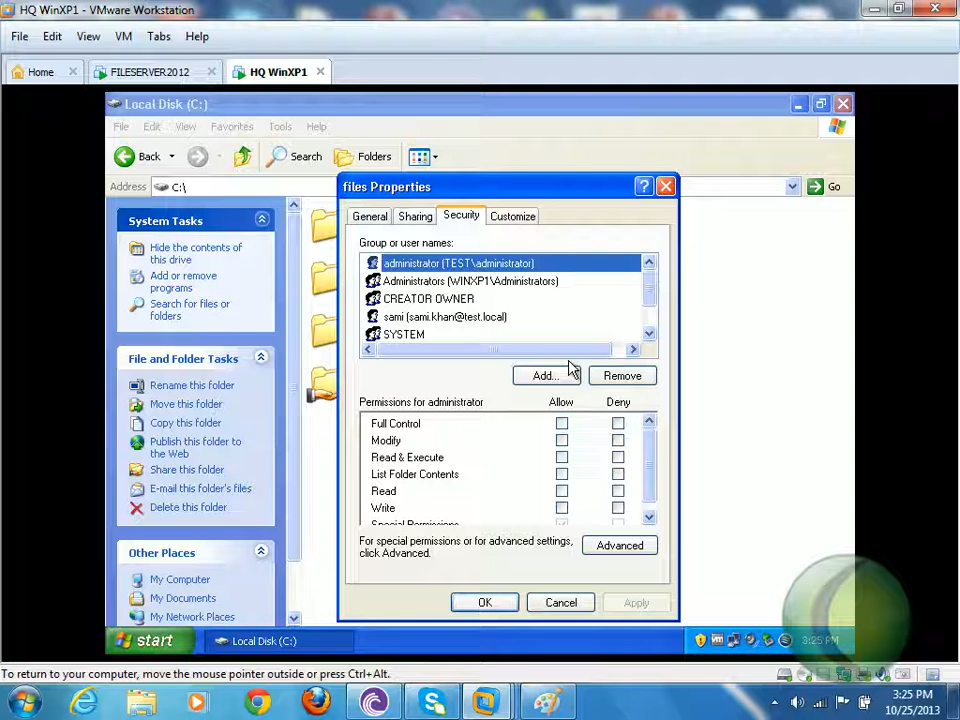 HQ WinXP1 - VMware Workstation
File Edit View VM Tabs Help
Home FILESERVER2012 HQ WinXP1
Local Disk (C:)
File Edit View Favorites Tools Help
Back Search Folders
Address C:\ Go
files Properties
General Sharing Security Customize
Group or user names:
administrator (TEST\administrator)
Administrators (WINXP1\Administrators)
CREATOR OWNER
sami (sami.khan@test.local)
SYSTEM
Add... Remove
Permissions for administrator Allow Deny
Full Control
Modify
Read & Execute
List Folder Contents
Read
Write
Special Permissions
For special permissions or for advanced settings,
click Advanced.
Advanced
OK Cancel Apply
System Tasks
Hide the contents of
this drive
Add or remove
programs
Search for files or
folders
File and Folder Tasks
Rename this folder
Move this folder
Copy this folder
Publish this folder to
the Web
Share this folder
E-mail this folder's files
Delete this folder
Other Places
My Computer
My Documents
My Network Places
start Local Disk (C:) 3:25 PM
To return to your computer, move the mouse pointer outside or press Ctrl+Alt.
3:25 PM
10/25/2013